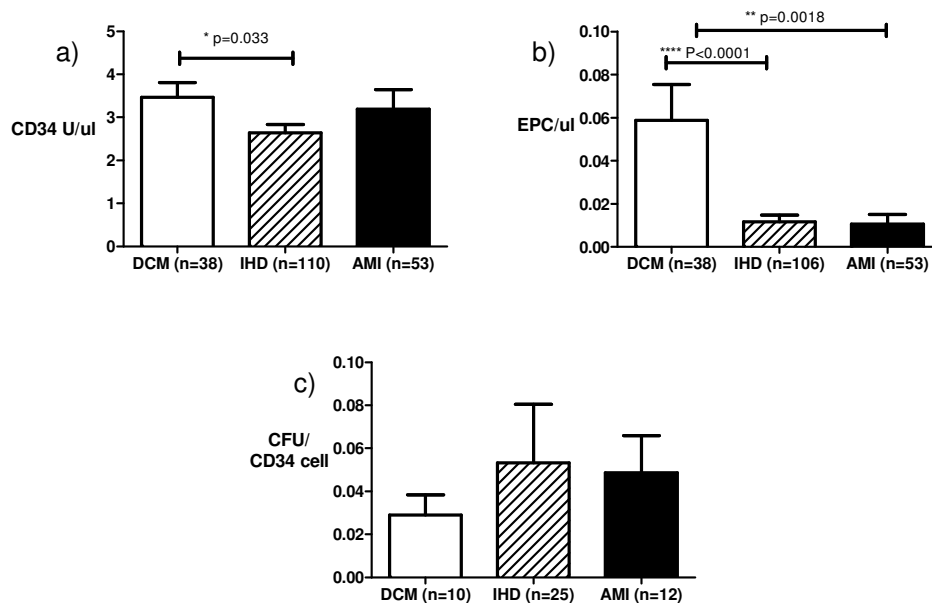 a)
* p=0.033
5
4
3
2
1
0
CD34 U/ul
DCM (n=38) IHD (n=110) AMI (n=53)
b)
** p=0.0018
**** P<0.0001
0.10
0.08
0.06
0.04
0.02
0.00
EPC/ul
DCM (n=38) IHD (n=106) AMI (n=53)
c)
0.10
0.08
0.06
0.04
0.02
0.00
CFU/
CD34 cell
DCM (n=10) IHD (n=25) AMI (n=12)